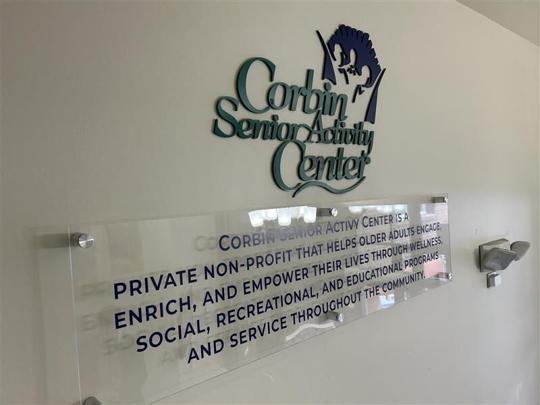 Corbin
Senior Activity
Center
CORBIN SENIOR ACTIVY CENTER IS A
PRIVATE NON-PROFIT THAT HELPS OLDER ADULTS ENGAGE,
ENRICH, AND EMPOWER THEIR LIVES THROUGH WELLNESS,
SOCIAL, RECREATIONAL, AND EDUCATIONAL PROGRAMS
AND SERVICE THROUGHOUT THE COMMUNITY.